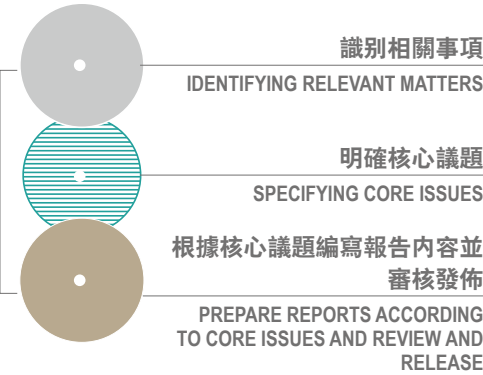 識別相關事項
IDENTIFYING RELEVANT MATTERS
明確核心議題
SPECIFYING CORE ISSUES
根據核心議題編寫報告内容並
審核發佈
PREPARE REPORTS ACCORDING
TO CORE ISSUES AND REVIEW AND
RELEASE